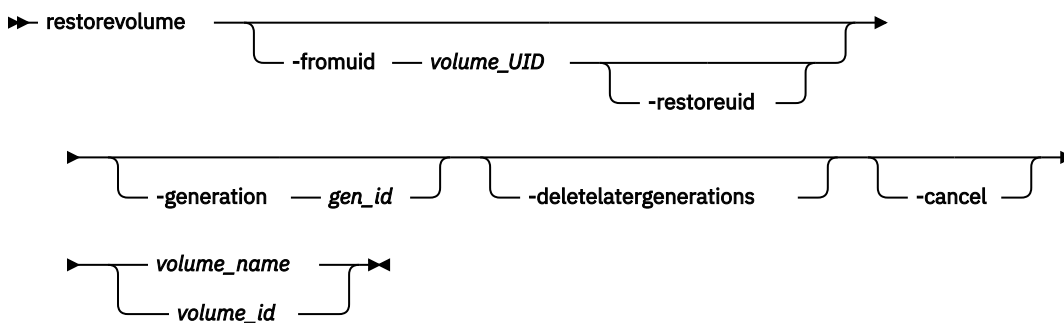 restorevolume
-fromuid volume_UID
-restoreuid
-generation gen_id -deletelatergenerations -cancel
volume_name
volume_id